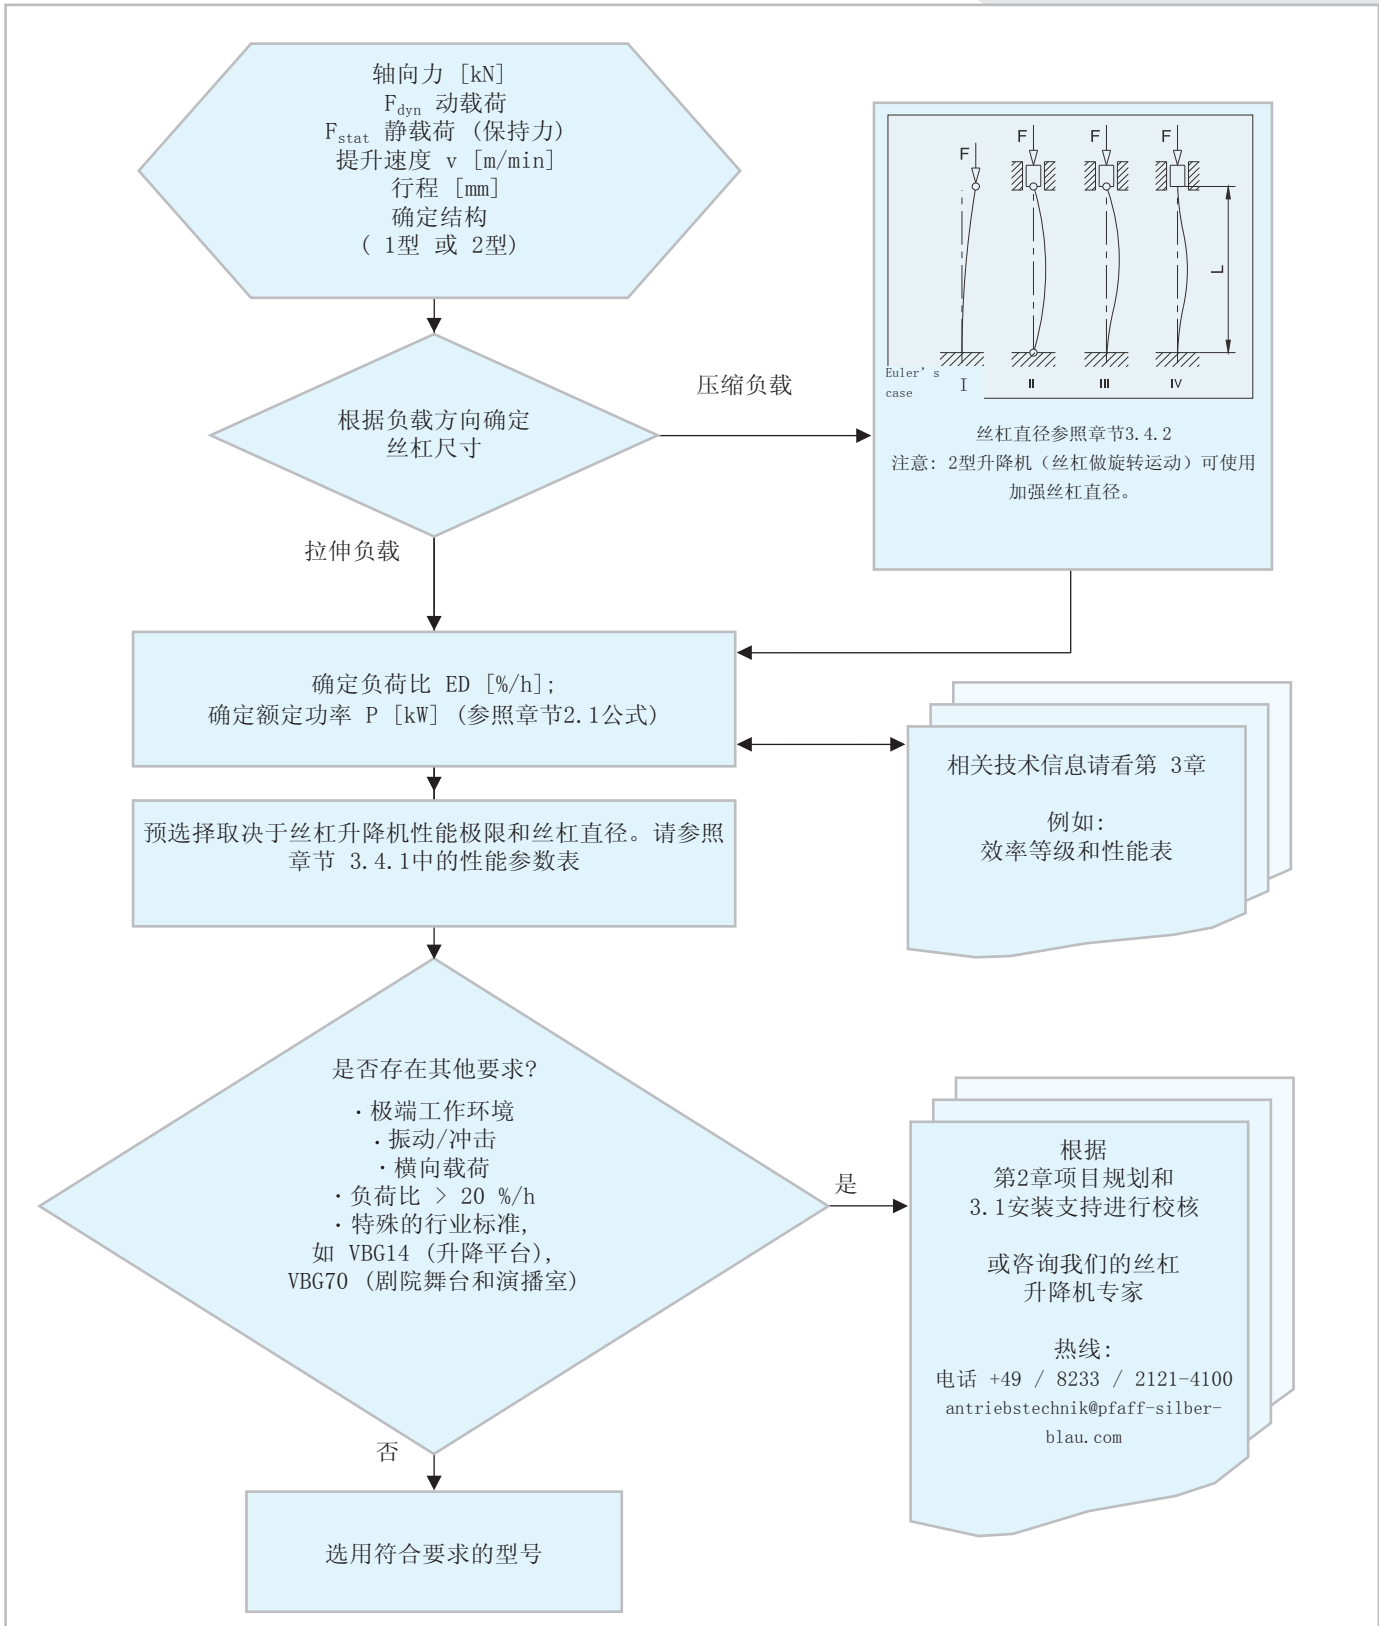 轴向力 [kN]
Fdyn 动载荷
Fstat 静载荷 (保持力)
提升速度 v [m/min]
行程 [mm]
确定结构
( 1型 或 2型)
根据负载方向确定
丝杠尺寸
压缩负载
拉伸负载
F
F
F
F
L
Euler's
case
I
II
III
IV
丝杠直径参照章节3.4.2
注意: 2型升降机（丝杠做旋转运动）可使用
加强丝杠直径。
确定负荷比 ED [%/h];
确定额定功率 P [kW] (参照章节2.1公式)
相关技术信息请看第 3章
例如:
效率等级和性能表
预选择取决于丝杠升降机性能极限和丝杠直径。请参照
章节 3.4.1中的性能参数表
是否存在其他要求?
·极端工作环境
·振动/冲击
·横向载荷
·负荷比 > 20 %/h
·特殊的行业标准,
如 VBG14 (升降平台),
VBG70 (剧院舞台和演播室)
是
根据
第2章项目规划和
3.1安装支持进行校核
或咨询我们的丝杠
升降机专家
热线:
电话 +49 / 8233 / 2121-4100
antriebstechnik@pfaff-silber-
blau.com
否
选用符合要求的型号